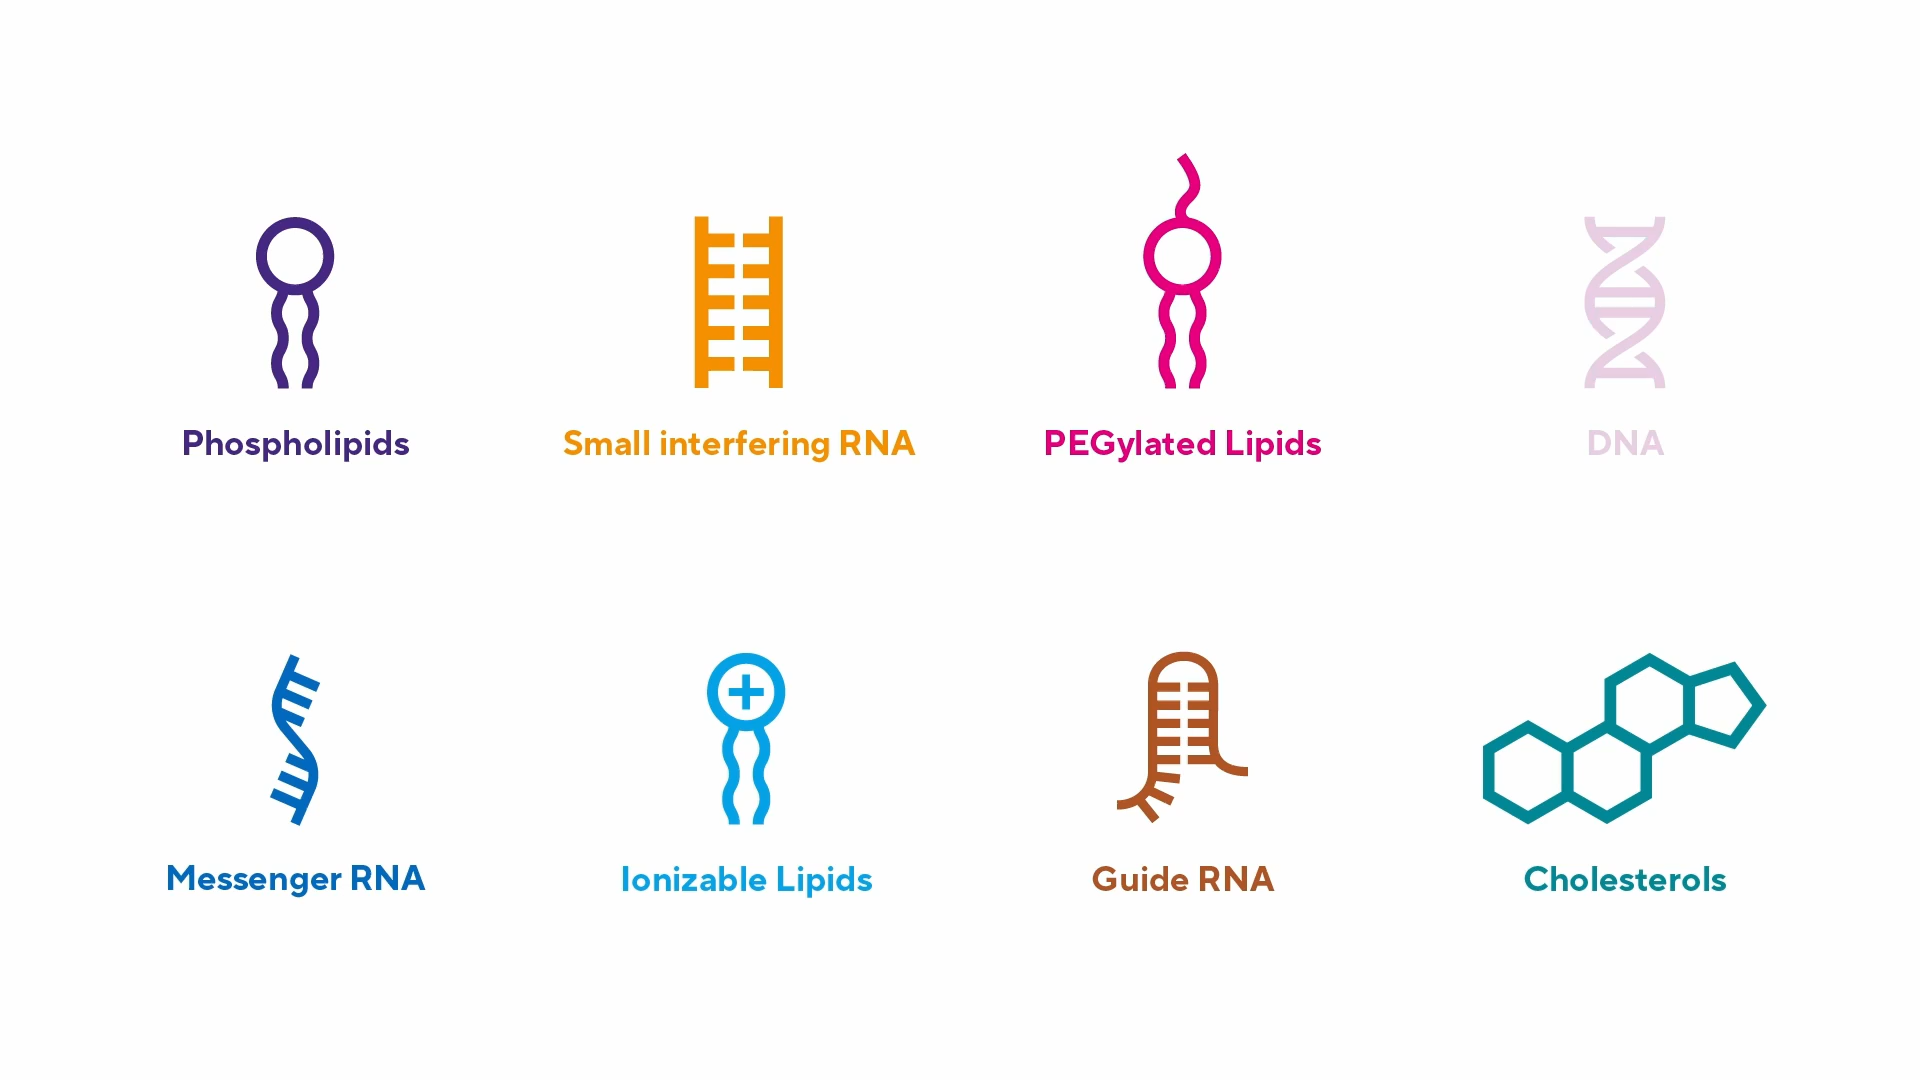 Phospholipids
Small interfering RNA
PEGylated Lipids
DNA
Messenger RNA
Ionizable Lipids
Guide RNA
Cholesterols